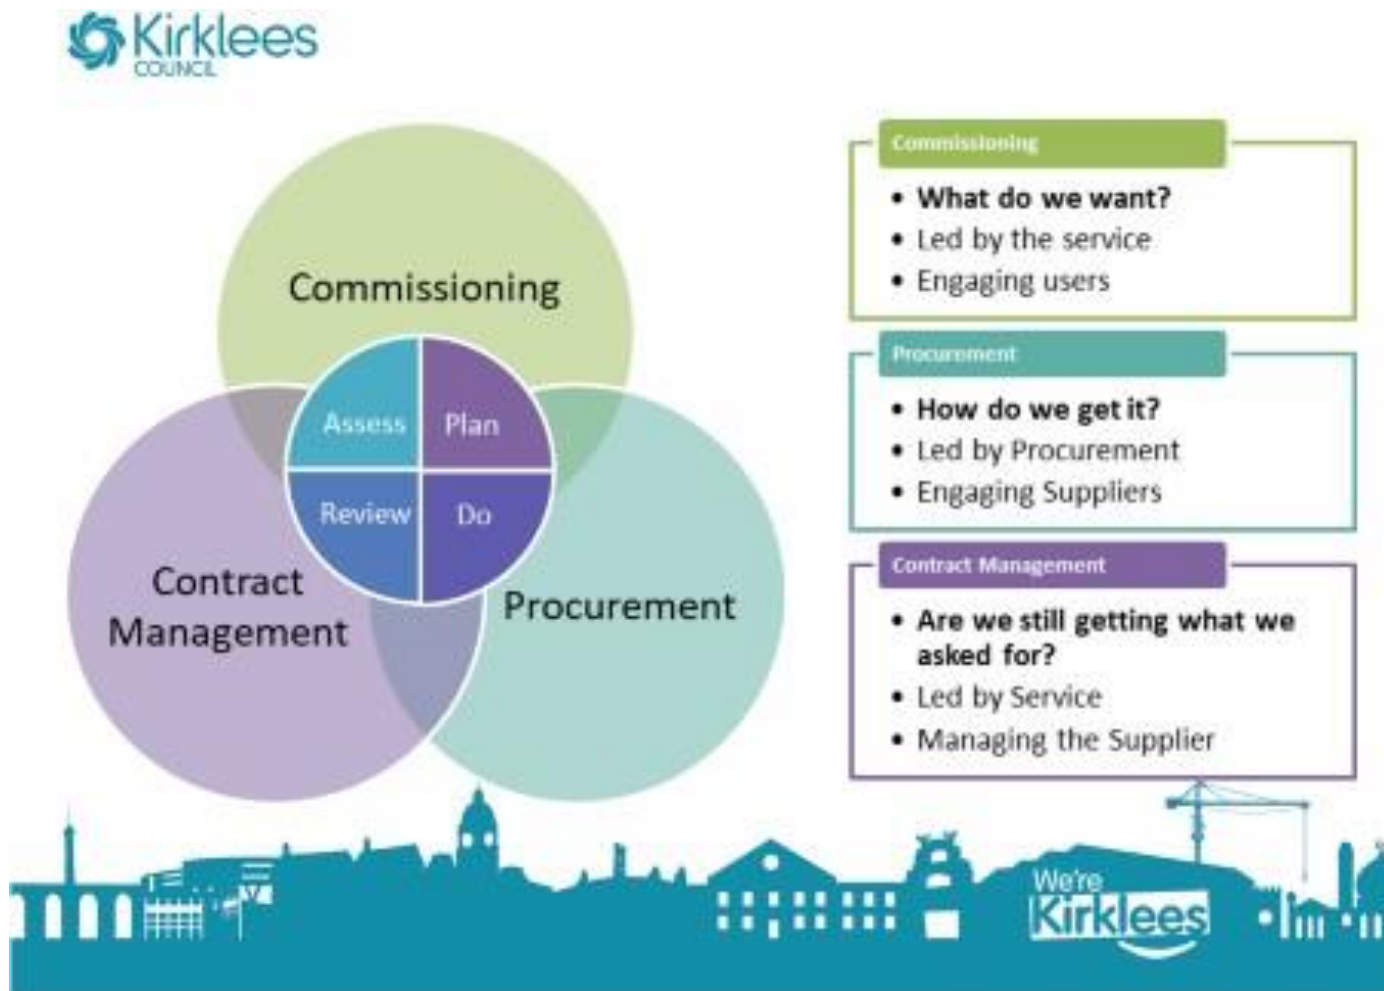 Kirklees
COUNCIL
Commissioning
Assess
Plan
Review
Do
Contract
Management
Procurement
Commissioning
• What do we want?
• Led by the service
• Engaging users
Procurement
• How do we get it?
• Led by Procurement
• Engaging Suppliers
Contract Management
• Are we still getting what we
asked for?
• Led by Service
• Managing the Supplier
We're
Kirklees